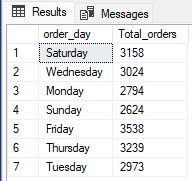 Results Messages
order_day Total_orders
1 Saturday 3158
2 Wednesday 3024
3 Monday 2794
4 Sunday 2624
5 Friday 3538
6 Thursday 3239
7 Tuesday 2973